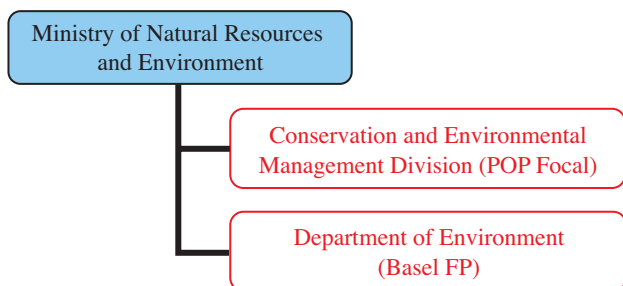 Ministry of Natural Resources
and Environment
Conservation and Environmental
Management Division (POP Focal)
Department of Environment
(Basel FP)